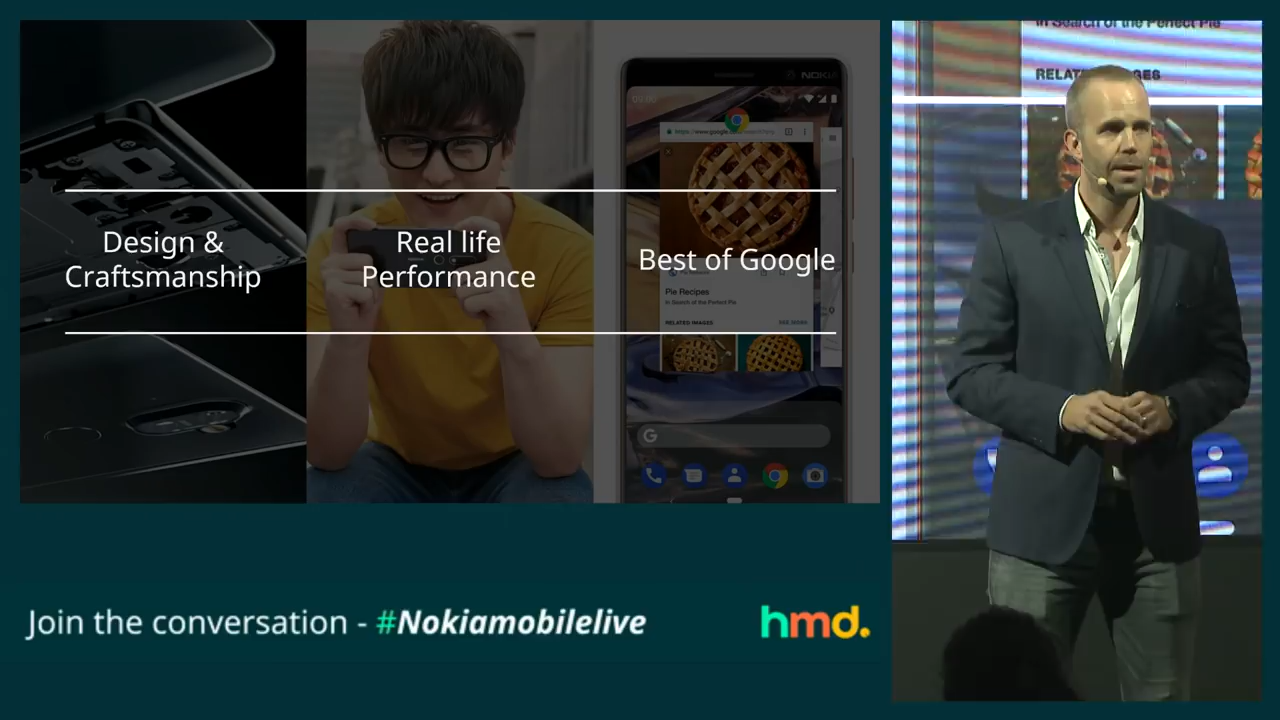 Design &
Craftsmanship
Real life
Performance
Best of Google
NOKIA
Pie Recipes
In Search of the Perfect Pie
RELATED IMAGES
SEE MORE
G
In Search of the Perfect Pie
Join the conversation - #Nokiamobilelive
hmd.